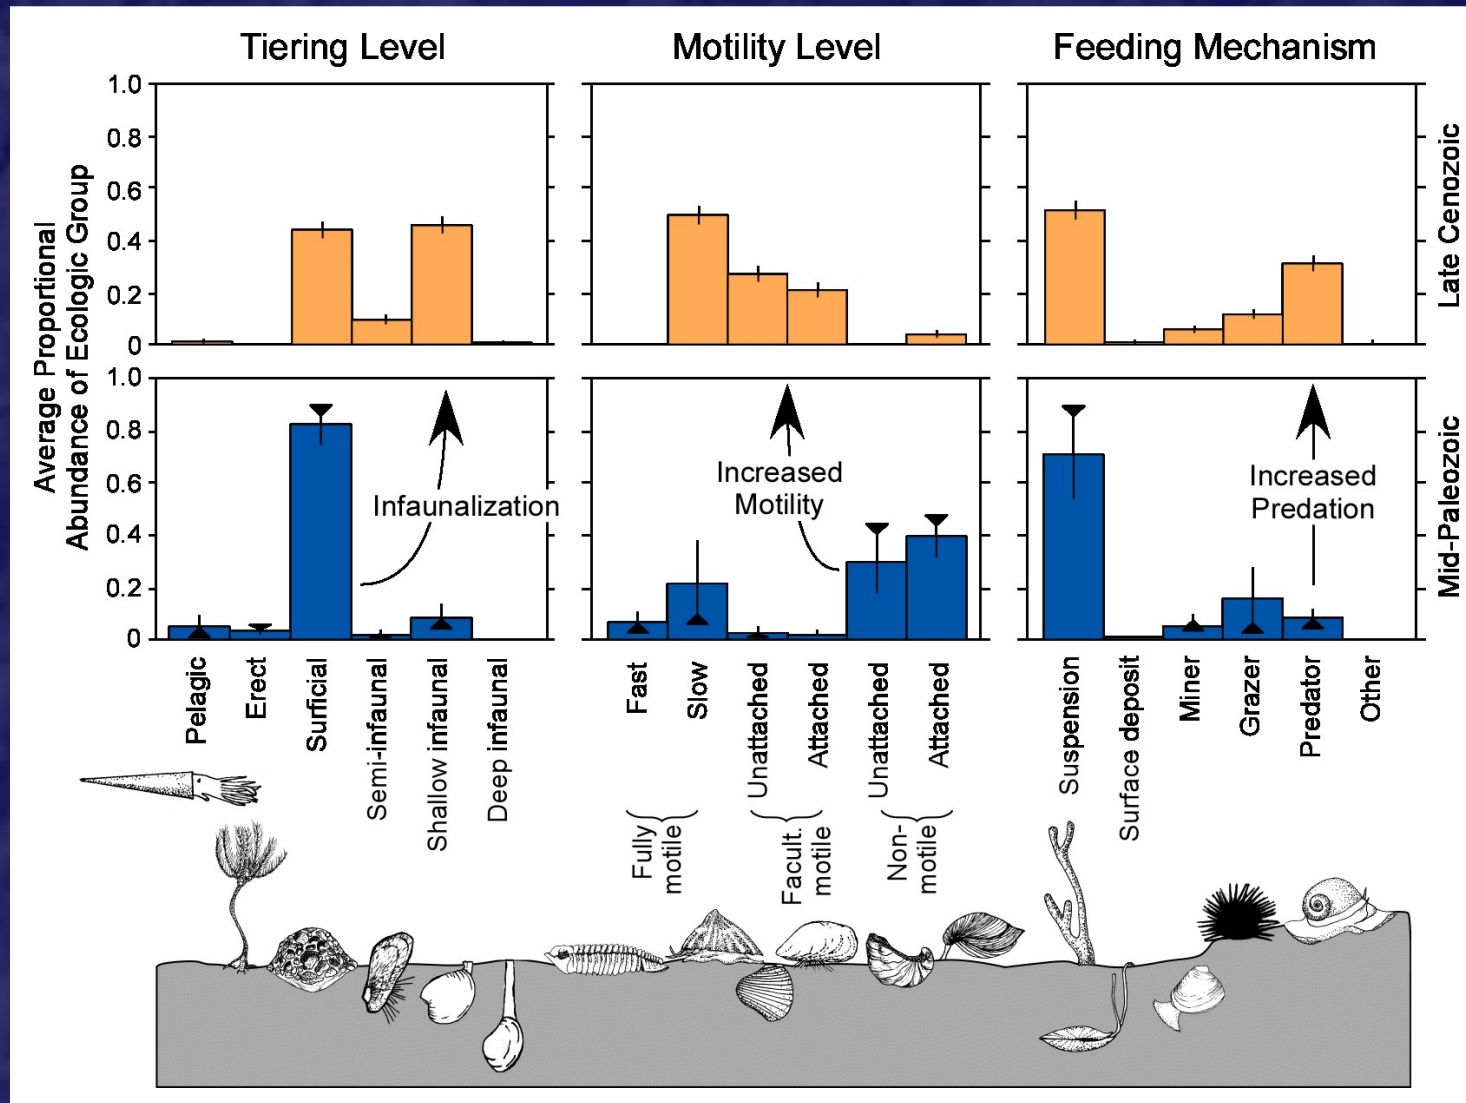 Tiering Level
Motility Level
Feeding Mechanism
Average Proportional
Abundance of Ecologic Group
1.0
0.8
0.6
0.4
0.2
0
Late Cenozoic
1.0
0.8
0.6
0.4
0.2
0
Infaunalization
Increased
Motility
Increased
Predation
Mid-Paleozoic
Pelagic
Erect
Surficial
Semi-infaunal
Shallow infaunal
Deep infaunal
Fast
Slow
Unattached
Attached
Unattached
Attached
Fully
motile
Facult.
motile
Non-
motile
Suspension
Surface deposit
Miner
Grazer
Predator
Other